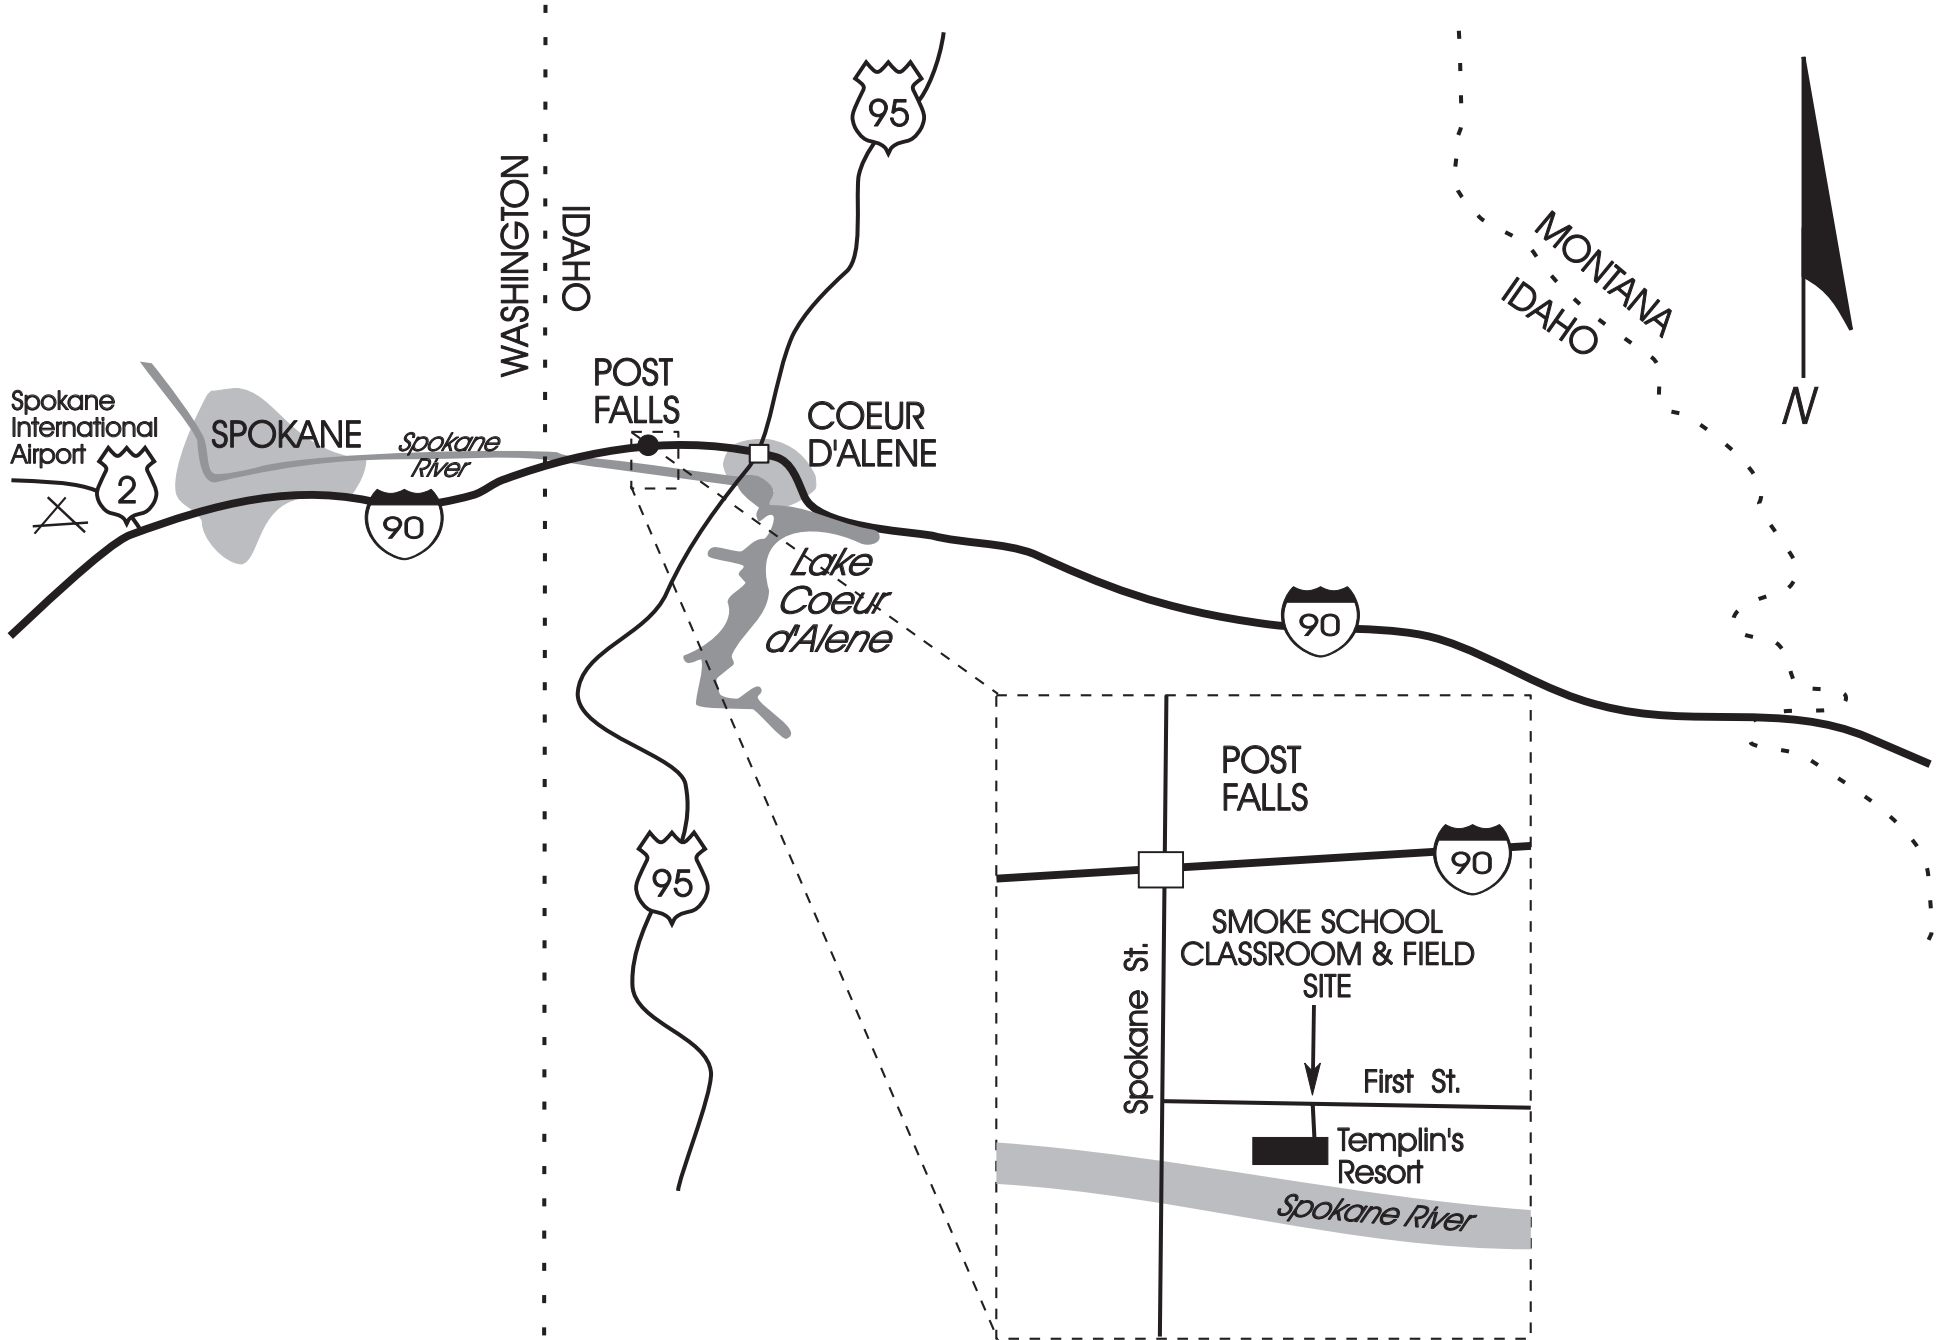 95
WASHINGTON
IDAHO
MONTANA
IDAHO
N
POST
FALLS
COEUR
D'ALENE
Spokane
International
Airport
2
SPOKANE
Spokane
River
90
Lake
Coeur
d'Alene
90
95
POST
FALLS
90
SMOKE SCHOOL
CLASSROOM & FIELD
SITE
Spokane St.
First St.
Templin's
Resort
Spokane River